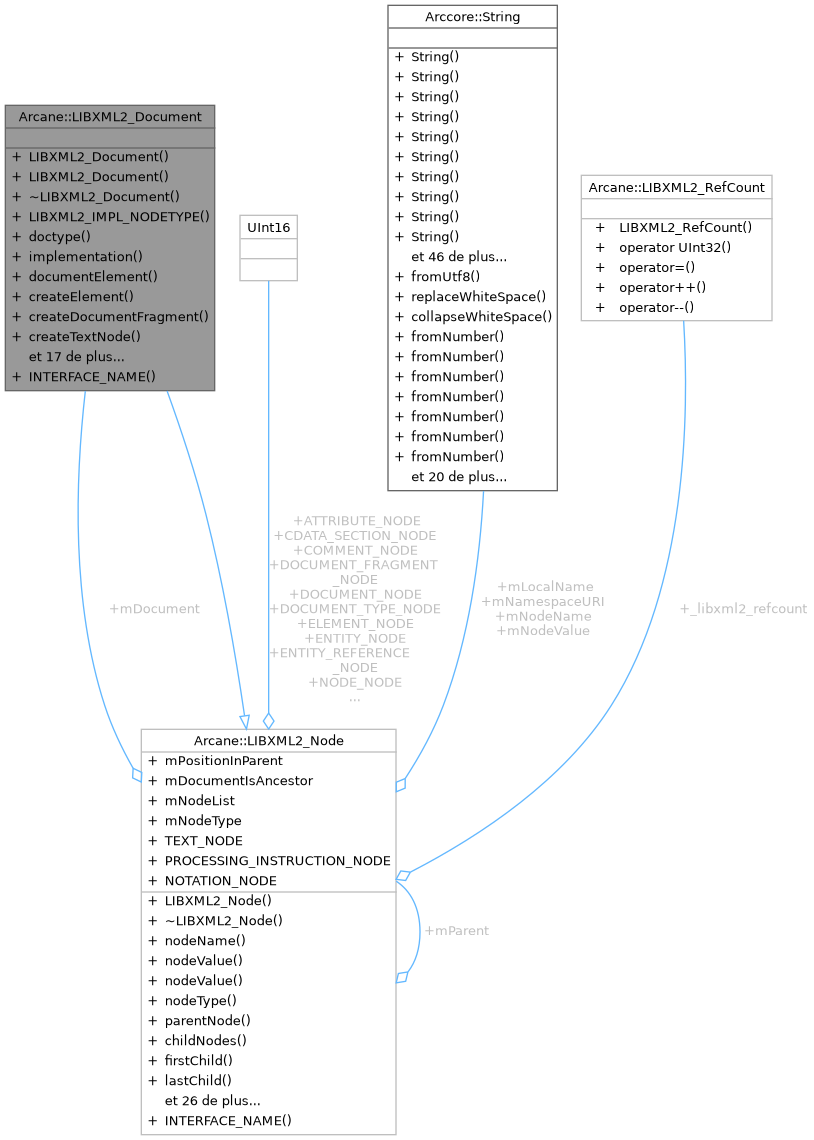 Arccore::String
+ String()
+ String()
+ String()
+ String()
+ String()
+ String()
+ String()
+ String()
+ String()
+ String()
et 46 de plus...
+ fromUtf8()
+ replaceWhiteSpace()
+ collapseWhiteSpace()
+ fromNumber()
+ fromNumber()
+ fromNumber()
+ fromNumber()
+ fromNumber()
+ fromNumber()
+ fromNumber()
et 20 de plus...
Arcane::LIBXML2_Document
+ LIBXML2_Document()
+ LIBXML2_Document()
+ ~LIBXML2_Document()
+ LIBXML2_IMPL_NODETYPE()
+ doctype()
+ implementation()
+ documentElement()
+ createElement()
+ createDocumentFragment()
+ createTextNode()
et 17 de plus...
+ INTERFACE_NAME()
UInt16
Arcane::LIBXML2_RefCount
+ LIBXML2_RefCount()
+ operator UInt32()
+ operator=()
+ operator++()
+ operator--()
+mDocument
+ATTRIBUTE_NODE
+CDATA_SECTION_NODE
+COMMENT_NODE
+DOCUMENT_FRAGMENT
_NODE
+DOCUMENT_NODE
+DOCUMENT_TYPE_NODE
+ELEMENT_NODE
+ENTITY_NODE
+ENTITY_REFERENCE
_NODE
+NODE_NODE
...
+mLocalName
+mNamespaceURI
+mNodeName
+mNodeValue
+_libxml2_refcount
Arcane::LIBXML2_Node
+ mPositionInParent
+ mDocumentIsAncestor
+ mNodeList
+ mNodeType
+ TEXT_NODE
+ PROCESSING_INSTRUCTION_NODE
+ NOTATION_NODE
+ LIBXML2_Node()
+ ~LIBXML2_Node()
+ nodeName()
+ nodeValue()
+ nodeValue()
+ nodeType()
+ parentNode()
+ childNodes()
+ firstChild()
+ lastChild()
et 26 de plus...
+ INTERFACE_NAME()
+mParent